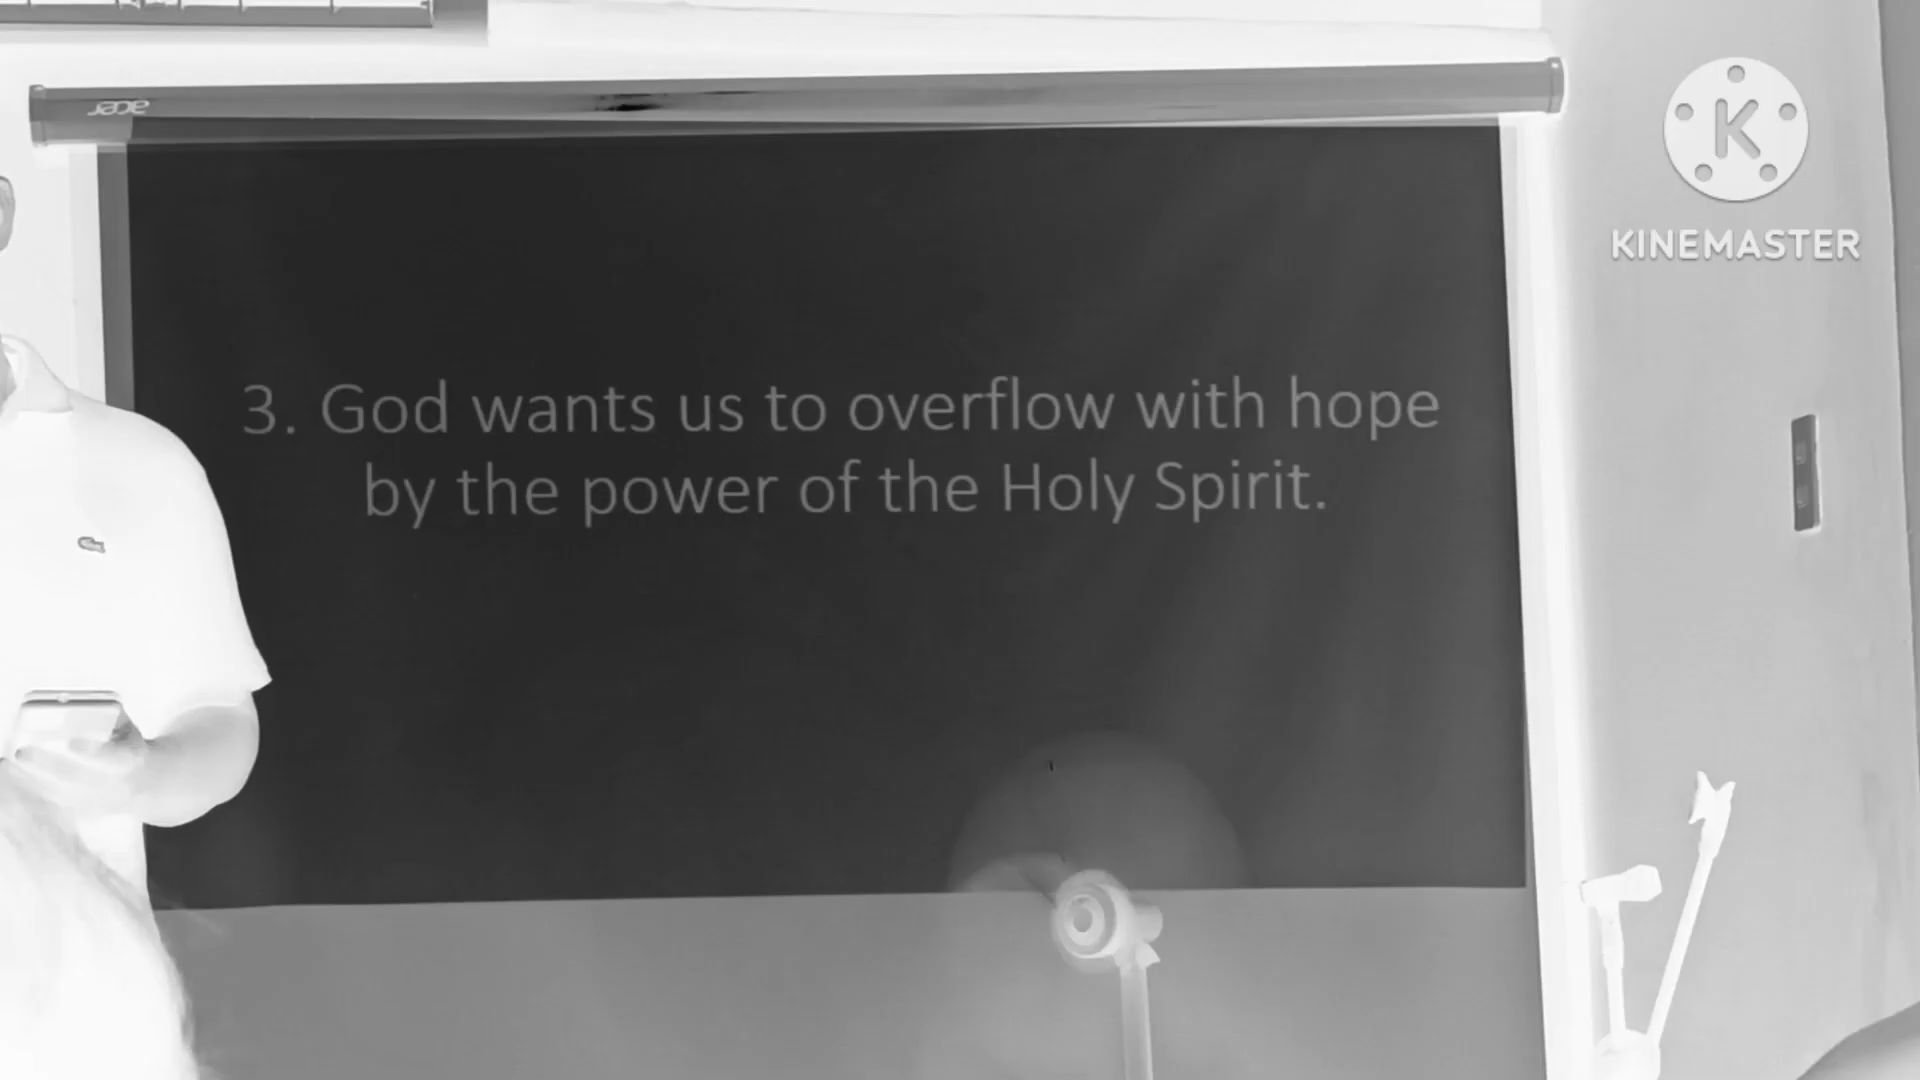 acer
KINEMASTER
3. God wants us to overflow with hope
by the power of the Holy Spirit.